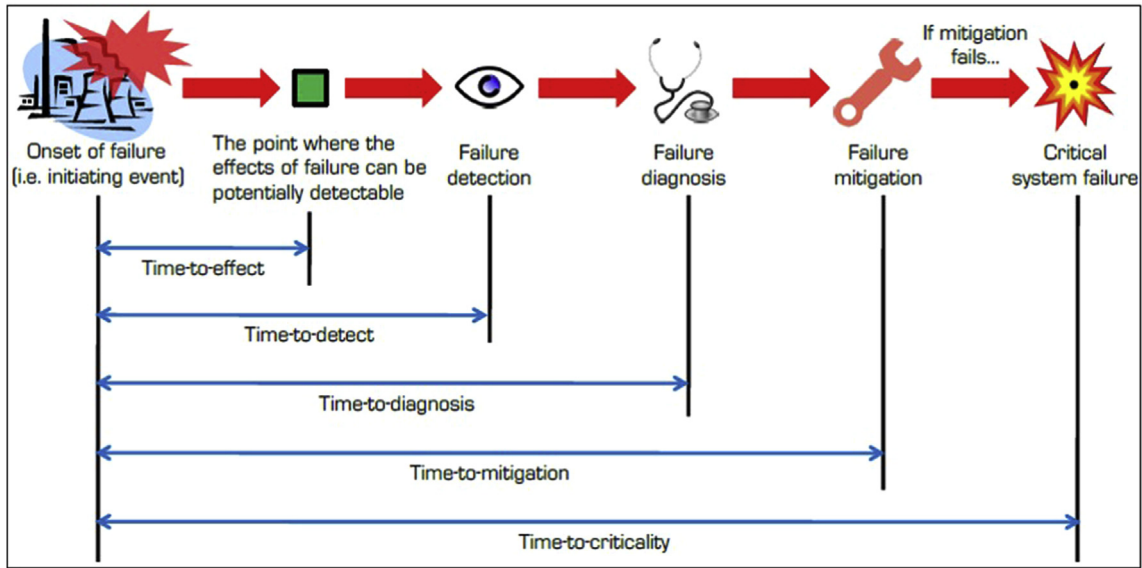 If mitigation
fails...
Onset of failure
(i.e. initiating event)
The point where the
effects of failure can be
potentially detectable
Failure
detection
Failure
diagnosis
Failure
mitigation
Critical
system failure
Time-to-effect
Time-to-detect
Time-to-diagnosis
Time-to-mitigation
Time-to-criticality